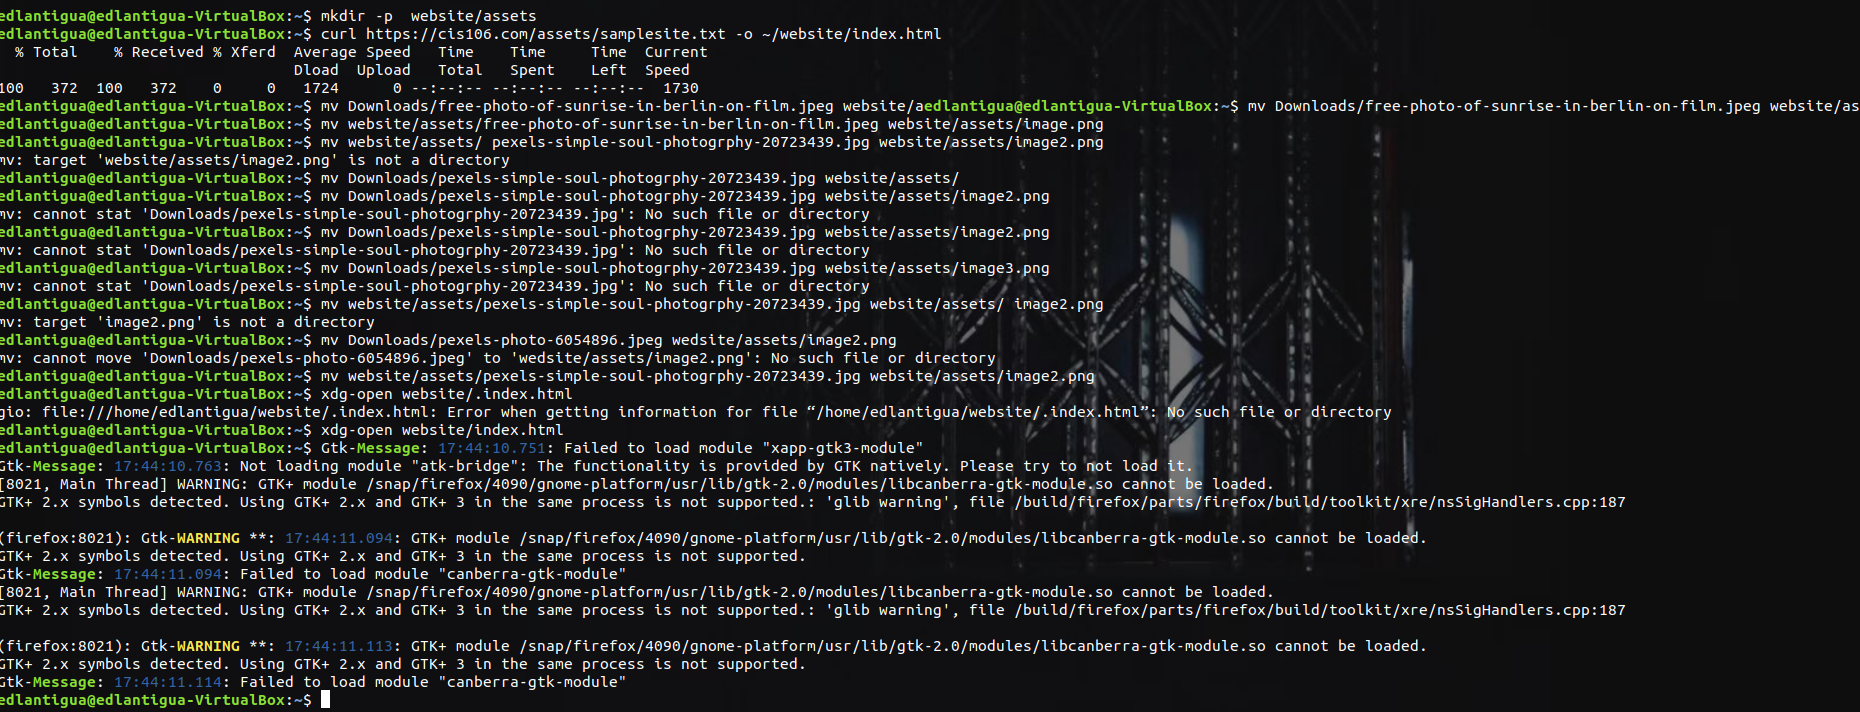 edlantigua@edlantigua-VirtualBox:~$ mkdir -p  website/assets
edlantigua@edlantigua-VirtualBox:~$ curl https://cis106.com/assets/samplesite.txt -o ~/website/index.html
  % Total    % Received % Xferd  Average Speed   Time    Time     Time  Current
                                 Dload  Upload   Total   Spent    Left  Speed
100   372  100   372    0     0   1724      0 --:--:-- --:--:-- --:--:--  1730
edlantigua@edlantigua-VirtualBox:~$ mv Downloads/free-photo-of-sunrise-in-berlin-on-film.jpeg website/aedlantigua@edlantigua-VirtualBox:~$ mv Downloads/free-photo-of-sunrise-in-berlin-on-film.jpeg website/as
edlantigua@edlantigua-VirtualBox:~$ mv website/assets/free-photo-of-sunrise-in-berlin-on-film.jpeg website/assets/image.png
edlantigua@edlantigua-VirtualBox:~$ mv website/assets/ pexels-simple-soul-photogrphy-20723439.jpg website/assets/image2.png
mv: target 'website/assets/image2.png' is not a directory
edlantigua@edlantigua-VirtualBox:~$ mv Downloads/pexels-simple-soul-photogrphy-20723439.jpg website/assets/
edlantigua@edlantigua-VirtualBox:~$ mv Downloads/pexels-simple-soul-photogrphy-20723439.jpg website/assets/image2.png
mv: cannot stat 'Downloads/pexels-simple-soul-photogrphy-20723439.jpg': No such file or directory
edlantigua@edlantigua-VirtualBox:~$ mv Downloads/pexels-simple-soul-photogrphy-20723439.jpg website/assets/image2.png
mv: cannot stat 'Downloads/pexels-simple-soul-photogrphy-20723439.jpg': No such file or directory
edlantigua@edlantigua-VirtualBox:~$ mv Downloads/pexels-simple-soul-photogrphy-20723439.jpg website/assets/image3.png
mv: cannot stat 'Downloads/pexels-simple-soul-photogrphy-20723439.jpg': No such file or directory
edlantigua@edlantigua-VirtualBox:~$ mv website/assets/pexels-simple-soul-photogrphy-20723439.jpg website/assets/ image2.png
mv: target 'image2.png' is not a directory
edlantigua@edlantigua-VirtualBox:~$ mv Downloads/pexels-photo-6054896.jpeg wedsite/assets/image2.png
mv: cannot move 'Downloads/pexels-photo-6054896.jpeg' to 'wedsite/assets/image2.png': No such file or directory
edlantigua@edlantigua-VirtualBox:~$ mv website/assets/pexels-simple-soul-photogrphy-20723439.jpg website/assets/image2.png
edlantigua@edlantigua-VirtualBox:~$ xdg-open website/.index.html
gio: file:///home/edlantigua/website/.index.html: Error when getting information for file “/home/edlantigua/website/.index.html”: No such file or directory
edlantigua@edlantigua-VirtualBox:~$ xdg-open website/index.html
edlantigua@edlantigua-VirtualBox:~$ Gtk-Message: 17:44:10.751: Failed to load module "xapp-gtk3-module"
Gtk-Message: 17:44:10.763: Not loading module "atk-bridge": The functionality is provided by GTK natively. Please try to not load it.
[8021, Main Thread] WARNING: GTK+ module /snap/firefox/4090/gnome-platform/usr/lib/gtk-2.0/modules/libcanberra-gtk-module.so cannot be loaded.
GTK+ 2.x symbols detected. Using GTK+ 2.x and GTK+ 3 in the same process is not supported.: 'glib warning', file /build/firefox/parts/firefox/build/toolkit/xre/nsSigHandlers.cpp:187

(firefox:8021): Gtk-WARNING **: 17:44:11.094: GTK+ module /snap/firefox/4090/gnome-platform/usr/lib/gtk-2.0/modules/libcanberra-gtk-module.so cannot be loaded.
GTK+ 2.x symbols detected. Using GTK+ 2.x and GTK+ 3 in the same process is not supported.
Gtk-Message: 17:44:11.094: Failed to load module "canberra-gtk-module"
[8021, Main Thread] WARNING: GTK+ module /snap/firefox/4090/gnome-platform/usr/lib/gtk-2.0/modules/libcanberra-gtk-module.so cannot be loaded.
GTK+ 2.x symbols detected. Using GTK+ 2.x and GTK+ 3 in the same process is not supported.: 'glib warning', file /build/firefox/parts/firefox/build/toolkit/xre/nsSigHandlers.cpp:187

(firefox:8021): Gtk-WARNING **: 17:44:11.113: GTK+ module /snap/firefox/4090/gnome-platform/usr/lib/gtk-2.0/modules/libcanberra-gtk-module.so cannot be loaded.
GTK+ 2.x symbols detected. Using GTK+ 2.x and GTK+ 3 in the same process is not supported.
Gtk-Message: 17:44:11.114: Failed to load module "canberra-gtk-module"
edlantigua@edlantigua-VirtualBox:~$